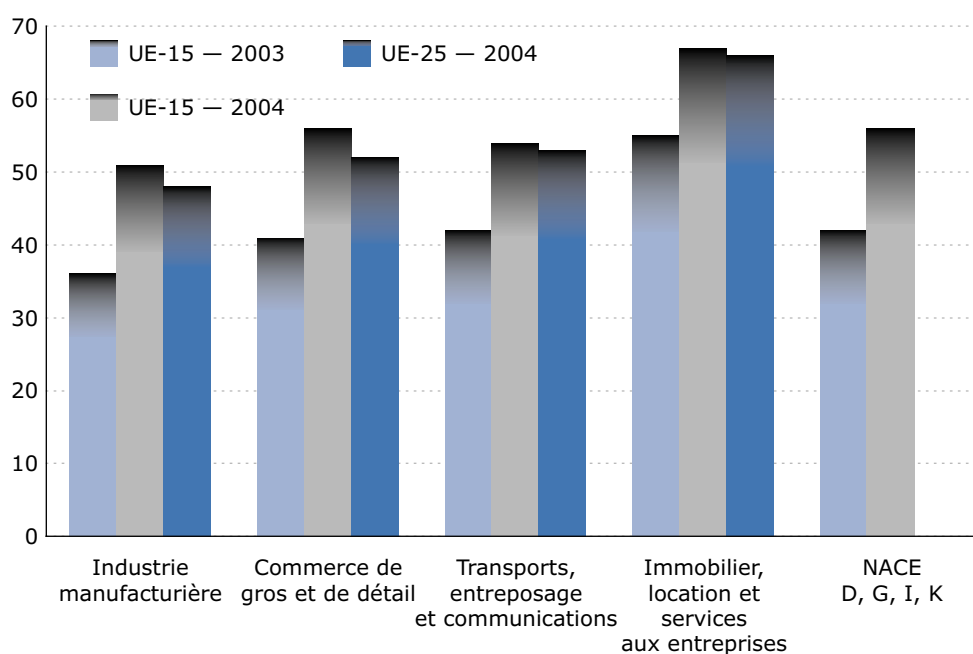 70
60
50
40
30
20
10
0
UE-15 — 2003
UE-25 — 2004
UE-15 — 2004
Industrie
manufacturière
Commerce de
gros et de détail
Transports,
entreposage
et communications
Immobilier,
location et
services
aux entreprises
NACE
D, G, I, K